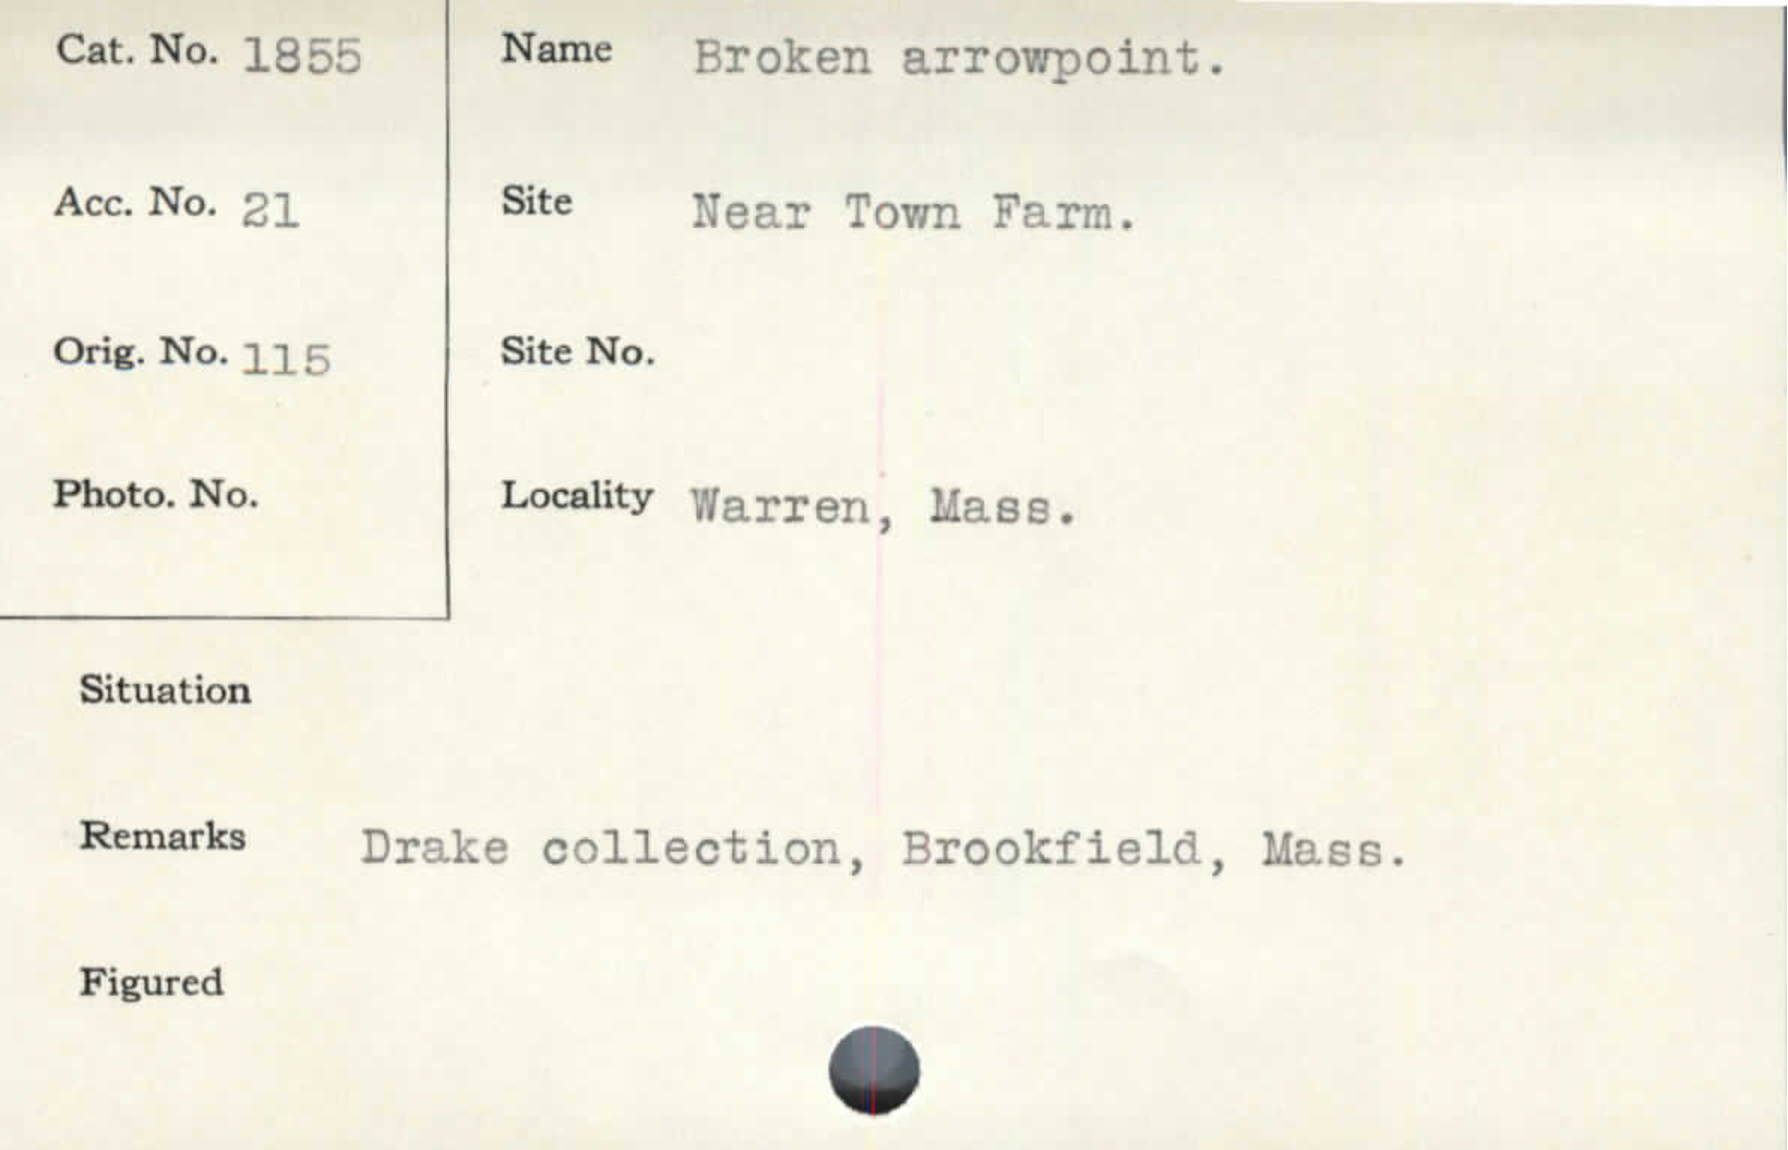 Cat. No. 1855
Name Broken arrowpoint.
Acc. No. 21
Site Near Town Farm.
Orig. No. 115
Site No.
Photo. No.
Locality Warren, Mass.
Situation
Remarks Drake collection, Brookfield, Mass.
Figured